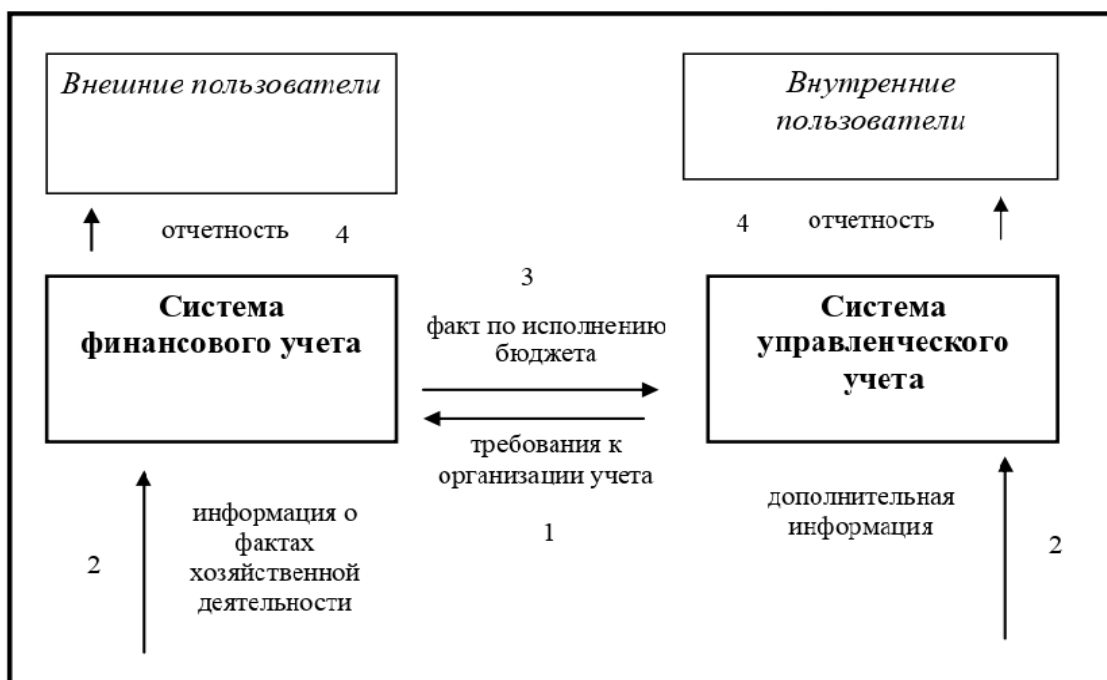 Внешние пользователи
Внутренние
пользователи
отчетность 4
4 отчетность
Система
финансового учета
3
факт по исполнению
бюджета
Система
управленческого
учета
требования к
организации учета
1
2
информация о
фактах
хозяйственной
деятельности
дополнительная
информация
2